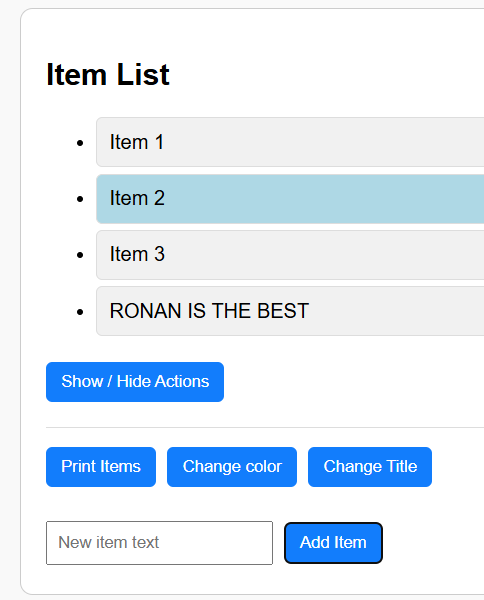 Item List
Item 1
Item 2
Item 3
RONAN IS THE BEST
Show / Hide Actions
Print Items Change color Change Title
New item text Add Item